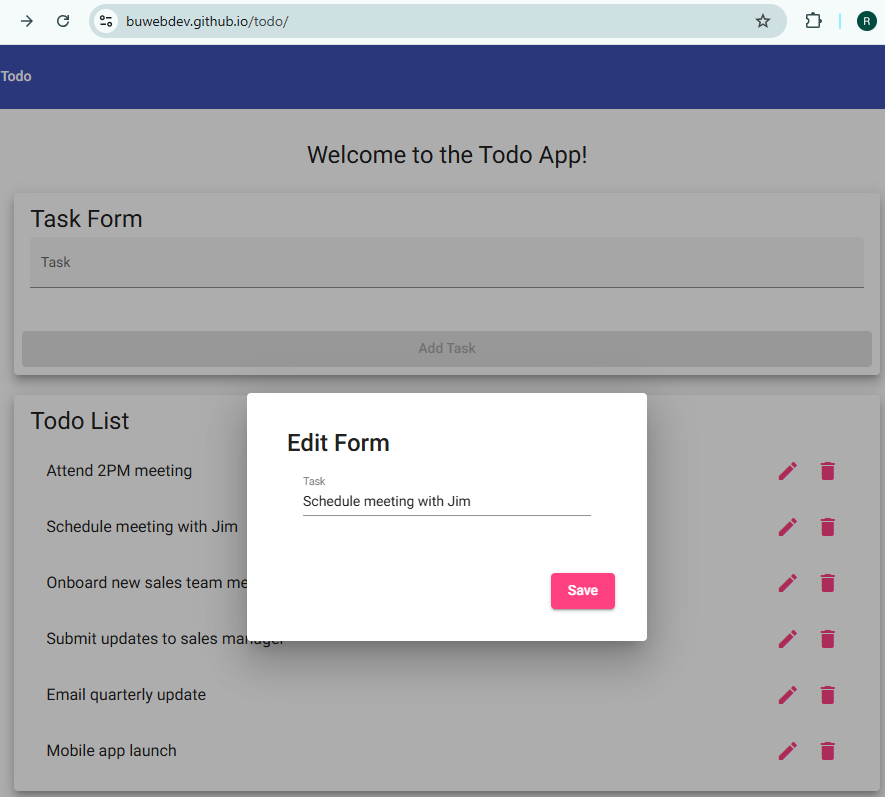 buwebdev.github.io/todo/
R
Todo
Welcome to the Todo App!
Task Form
Task
Add Task
Todo List
Attend 2PM meeting
Schedule meeting with Jim
Onboard new sales team
Submit updates to sales manager
Email quarterly update
Mobile app launch
Edit Form
Task
Schedule meeting with Jim
Save